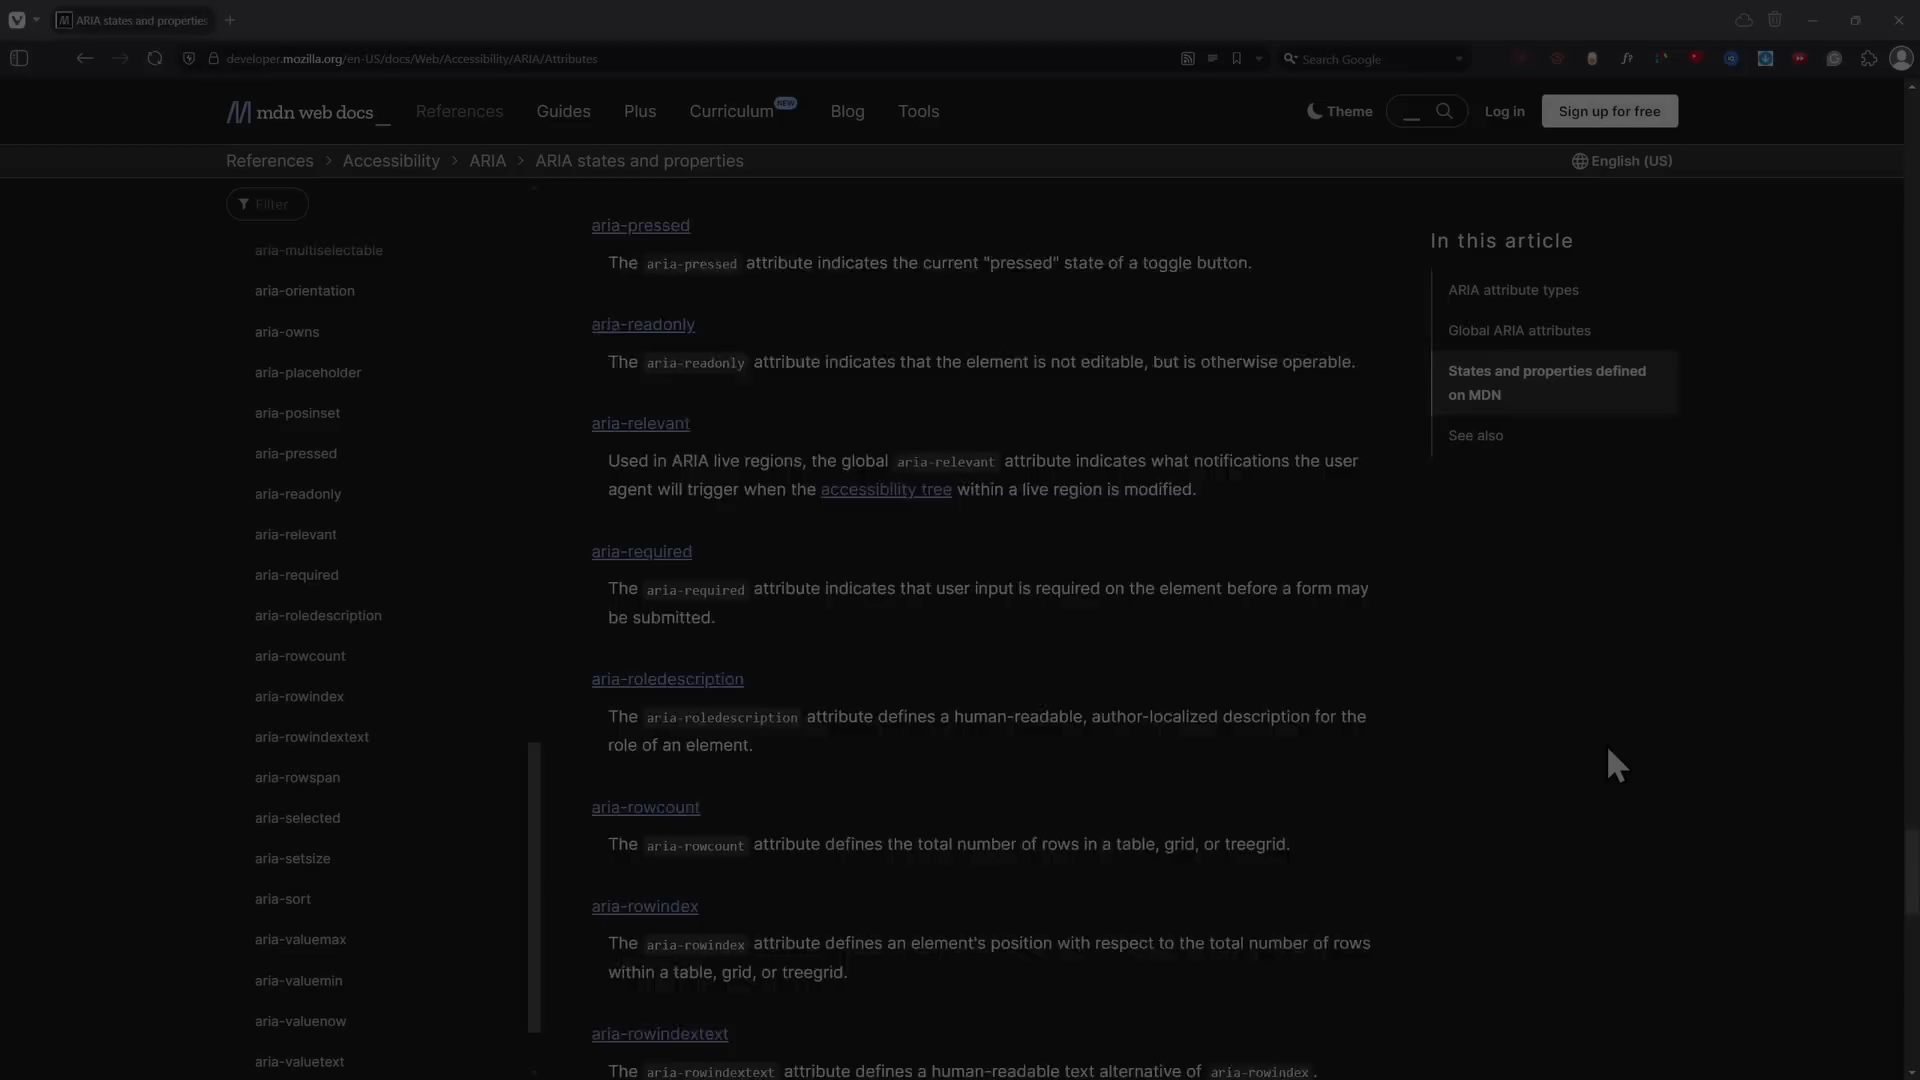 ARIA states and properties
developer.mozilla.org/en-US/docs/Web/Accessibility/ARIA/Attributes
Search Google
mdn web docs_
References
Guides
Plus
Curriculum NEW
Blog
Tools
Theme
Log in
Sign up for free
References > Accessibility > ARIA > ARIA states and properties
English (US)
Filter
aria-multiselectable
aria-orientation
aria-owns
aria-placeholder
aria-posinset
aria-pressed
aria-readonly
aria-relevant
aria-required
aria-roledescription
aria-rowcount
aria-rowindex
aria-rowindextext
aria-rowspan
aria-selected
aria-setsize
aria-sort
aria-valuemax
aria-valuemin
aria-valuenow
aria-valuetext
aria-pressed
The aria-pressed attribute indicates the current "pressed" state of a toggle button.
aria-readonly
The aria-readonly attribute indicates that the element is not editable, but is otherwise operable.
aria-relevant
Used in ARIA live regions, the global aria-relevant attribute indicates what notifications the user
agent will trigger when the accessibility tree within a live region is modified.
aria-required
The aria-required attribute indicates that user input is required on the element before a form may
be submitted.
aria-roledescription
The aria-roledescription attribute defines a human-readable, author-localized description for the
role of an element.
aria-rowcount
The aria-rowcount attribute defines the total number of rows in a table, grid, or treegrid.
aria-rowindex
The aria-rowindex attribute defines an element's position with respect to the total number of rows
within a table, grid, or treegrid.
aria-rowindextext
The aria-rowindextext attribute defines a human-readable text alternative of aria-rowindex.
In this article
ARIA attribute types
Global ARIA attributes
States and properties defined
on MDN
See also